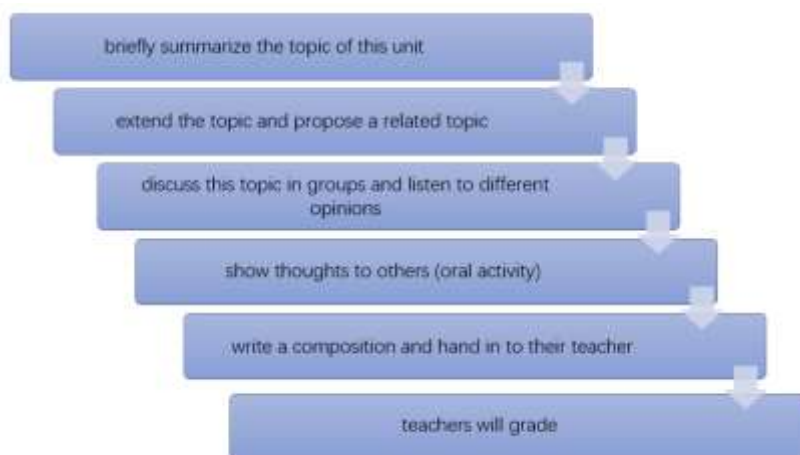 briefly summarize the topic of this unit
extend the topic and propose a related topic
discuss this topic in groups and listen to different
opinions
show thoughts to others (oral activity)
write a composition and hand in to their teacher
teachers will grade